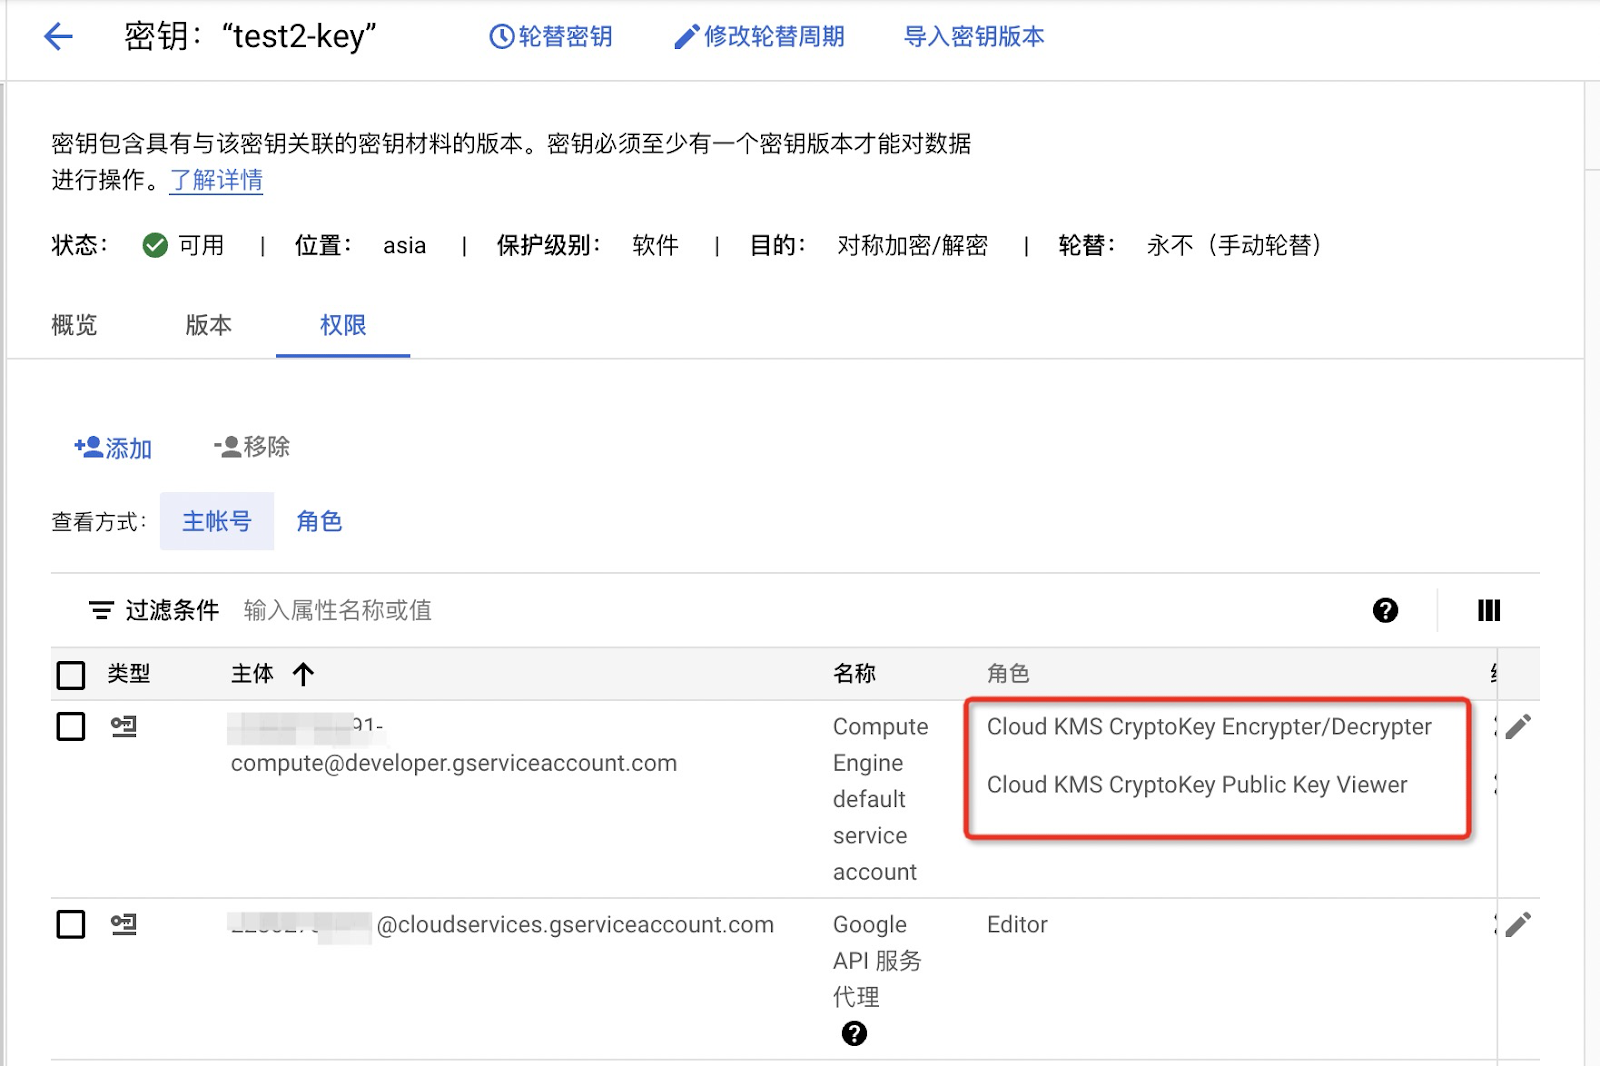 密钥：“test2-key”
轮替密钥
修改轮替周期
导入密钥版本
密钥包含具有与该密钥关联的密钥材料的版本。密钥必须至少有一个密钥版本才能对数据
进行操作。了解详情
状态： 可用 | 位置： asia | 保护级别： 软件 | 目的： 对称加密/解密 | 轮替： 永不（手动轮替）
概览 版本 权限
添加 移除
查看方式： 主帐号 角色
过滤条件 输入属性名称或值
类型 主体 名称 角色
91-
compute@developer.gserviceaccount.com
Compute
Engine
default
service
account
Cloud KMS CryptoKey Encrypter/Decrypter
Cloud KMS CryptoKey Public Key Viewer
@cloudservices.gserviceaccount.com
Google
API 服务
代理
Editor